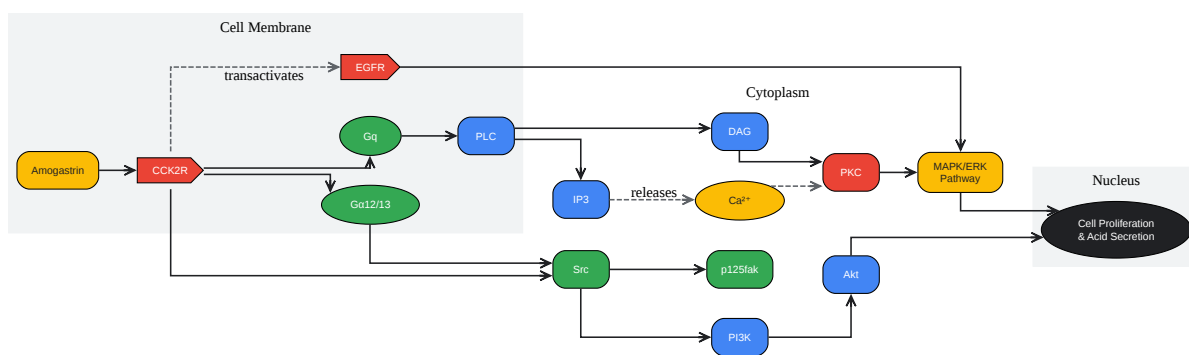 Cell Membrane
EGFR
transactivates
Cytoplasm
Gq
PLC
DAG
Amogastrin
CCK2R
PKC
MAPK/ERK
Pathway
Nucleus
Gα12/13
IP3
releases
Ca²⁺
Cell Proliferation
& Acid Secretion
Src
p125fak
Akt
PI3K